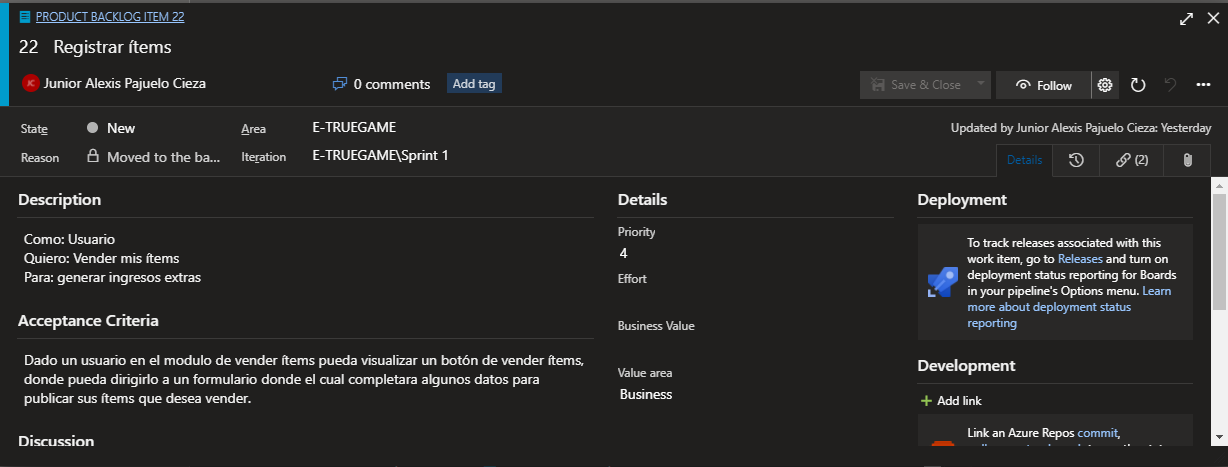 PRODUCT BACKLOG ITEM 22
22 Registrar ítems
JC Junior Alexis Pajuelo Cieza
0 comments
Add tag
Save & Close
Follow
State
New
Area
E-TRUEGAME
Updated by Junior Alexis Pajuelo Cieza: Yesterday
Reason
Moved to the ba...
Iteration
E-TRUEGAME\Sprint 1
Details
(2)
Description
Como: Usuario
Quiero: Vender mis ítems
Para: generar ingresos extras
Acceptance Criteria
Dado un usuario en el modulo de vender ítems pueda visualizar un botón de vender ítems,
donde pueda dirigirlo a un formulario donde el cual completara algunos datos para
publicar sus ítems que desea vender.
Discussion
Details
Priority
4
Effort
Business Value
Value area
Business
Deployment
To track releases associated with this
work item, go to Releases and turn on
deployment status reporting for Boards
in your pipeline's Options menu. Learn
more about deployment status
reporting
Development
Add link
Link an Azure Repos commit,